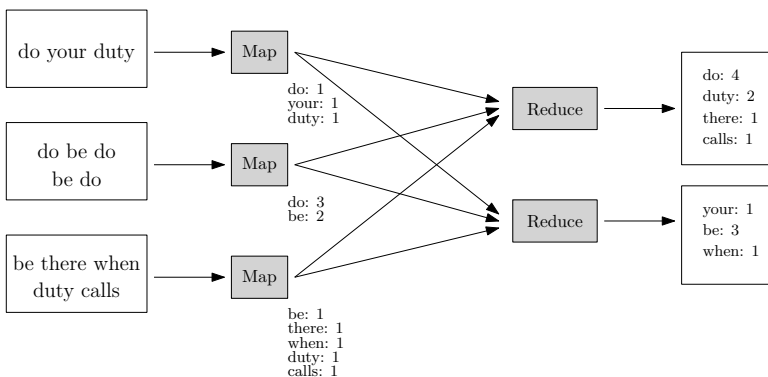 do your duty
Map
do: 1
your: 1
duty: 1
do be do
be do
Map
do: 3
be: 2
be there when
duty calls
Map
be: 1
there: 1
when: 1
duty: 1
calls: 1
Reduce
do: 4
duty: 2
there: 1
calls: 1
Reduce
your: 1
be: 3
when: 1